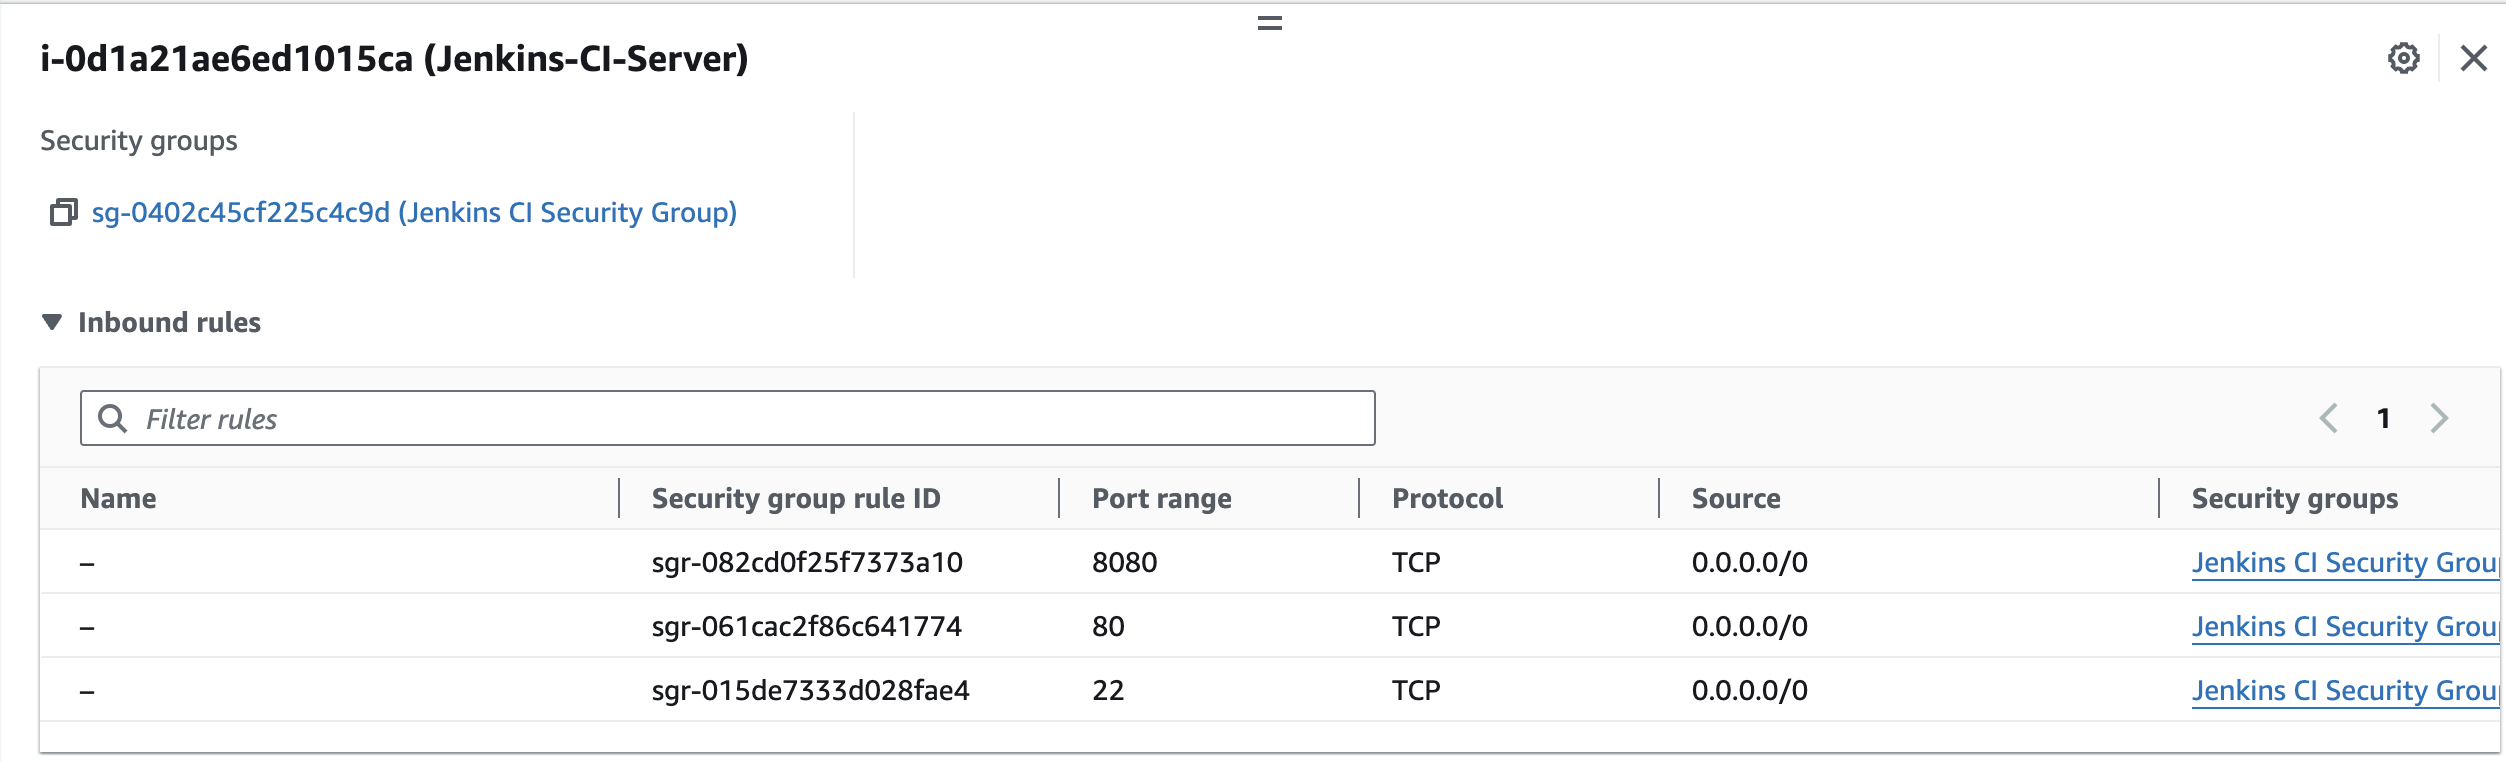 i-0d1a21ae6ed1015ca (Jenkins-CI-Server)
Security groups
sg-0402c45cf225c4c9d (Jenkins CI Security Group)
Inbound rules
Filter rules
1
Name Security group rule ID Port range Protocol Source Security groups
– sgr-082cd0f25f7373a10 8080 TCP 0.0.0.0/0 Jenkins CI Security Grou
– sgr-061cac2f86c641774 80 TCP 0.0.0.0/0 Jenkins CI Security Grou
– sgr-015de7333d028fae4 22 TCP 0.0.0.0/0 Jenkins CI Security Grou